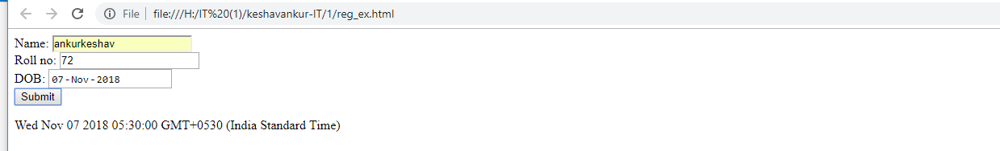 File file:///H:/IT%20(1)/keshavankur-IT/1/reg_ex.html
Name: ankurkeshav
Roll no: 72
DOB: 07-Nov-2018
Submit
Wed Nov 07 2018 05:30:00 GMT+0530 (India Standard Time)